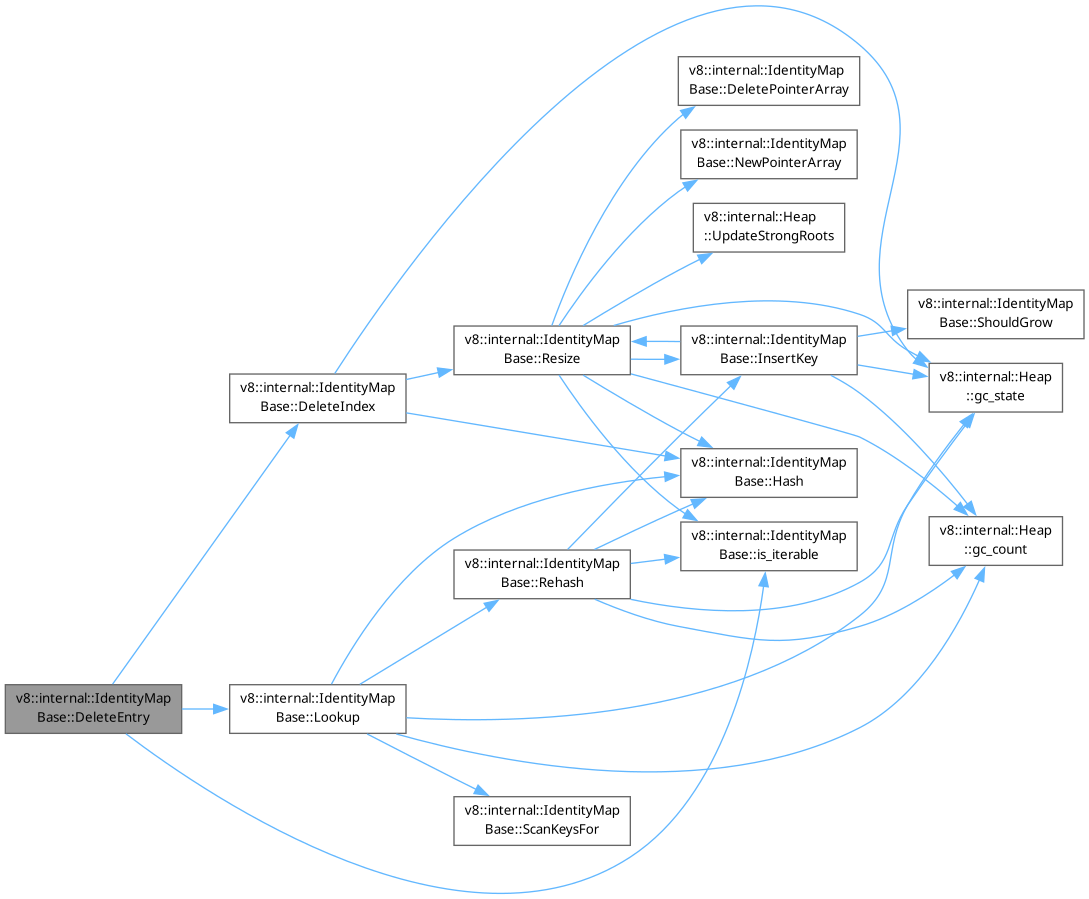 v8::internal::IdentityMap
Base::DeletePointerArray
v8::internal::IdentityMap
Base::NewPointerArray
v8::internal::Heap
::UpdateStrongRoots
v8::internal::IdentityMap
Base::ShouldGrow
v8::internal::IdentityMap
Base::Resize
v8::internal::IdentityMap
Base::InsertKey
v8::internal::Heap
::gc_state
v8::internal::IdentityMap
Base::DeleteIndex
v8::internal::IdentityMap
Base::Hash
v8::internal::IdentityMap
Base::is_iterable
v8::internal::Heap
::gc_count
v8::internal::IdentityMap
Base::Rehash
v8::internal::IdentityMap
Base::DeleteEntry
v8::internal::IdentityMap
Base::Lookup
v8::internal::IdentityMap
Base::ScanKeysFor